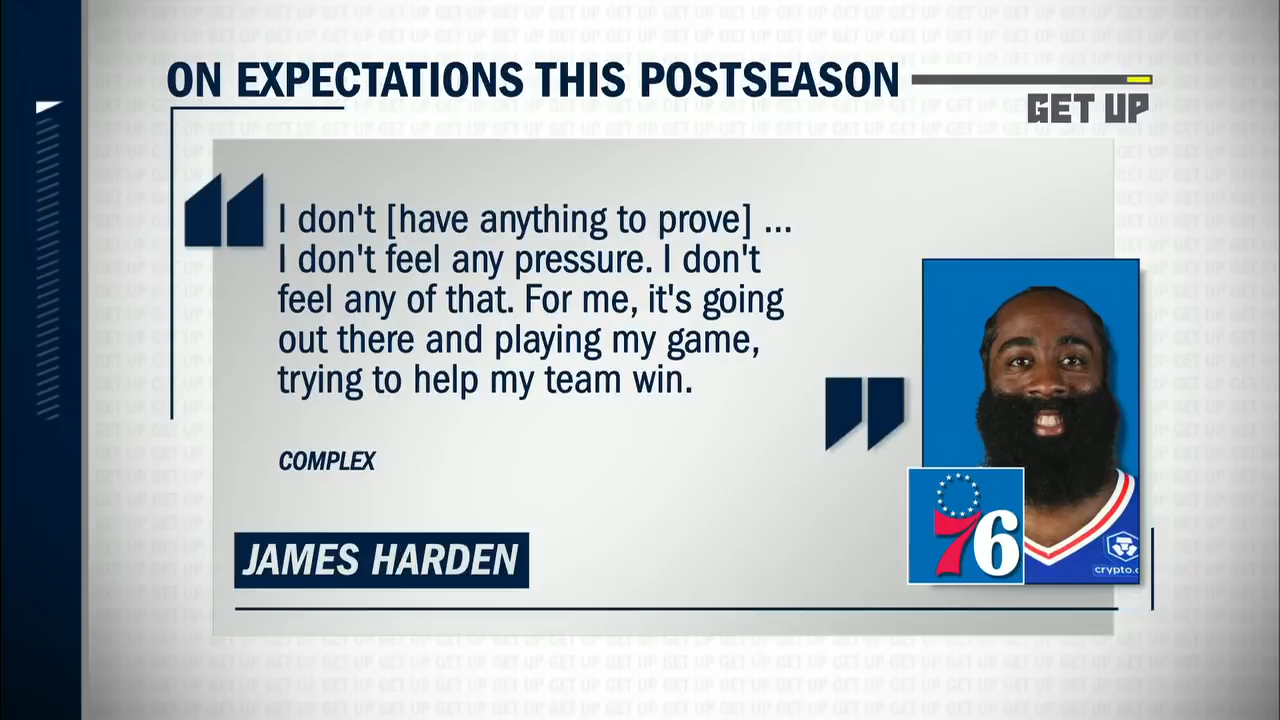 ON EXPECTATIONS THIS POSTSEASON
GET UP
I don't [have anything to prove] ...
I don't feel any pressure. I don't
feel any of that. For me, it's going
out there and playing my game,
trying to help my team win.
COMPLEX
JAMES HARDEN
76
crypto.c